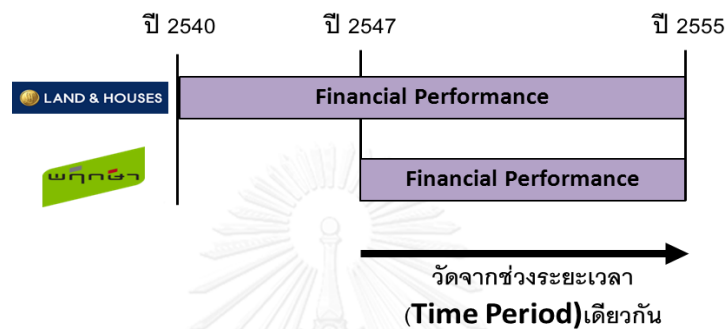 ปี 2540 ปี 2547 ปี 2555
LAND & HOUSES Financial Performance
พฤกษา Financial Performance
วัดจากช่วงระยะเวลา
(Time Period)เดียวกัน